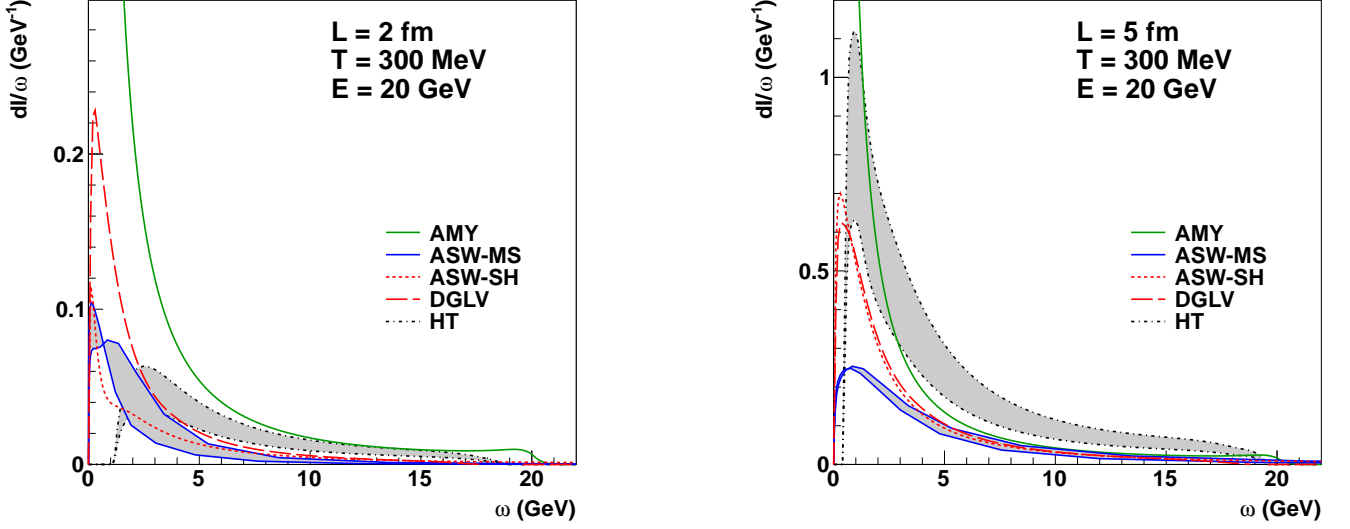 dI/ω (GeV⁻¹)
L = 2 fm
T = 300 MeV
E = 20 GeV
0.2
0.1
0
AMY
ASW-MS
ASW-SH
DGLV
HT
0 5 10 15 20
ω (GeV)
dI/ω (GeV⁻¹)
L = 5 fm
T = 300 MeV
E = 20 GeV
1
0.5
0
AMY
ASW-MS
ASW-SH
DGLV
HT
0 5 10 15 20
ω (GeV)